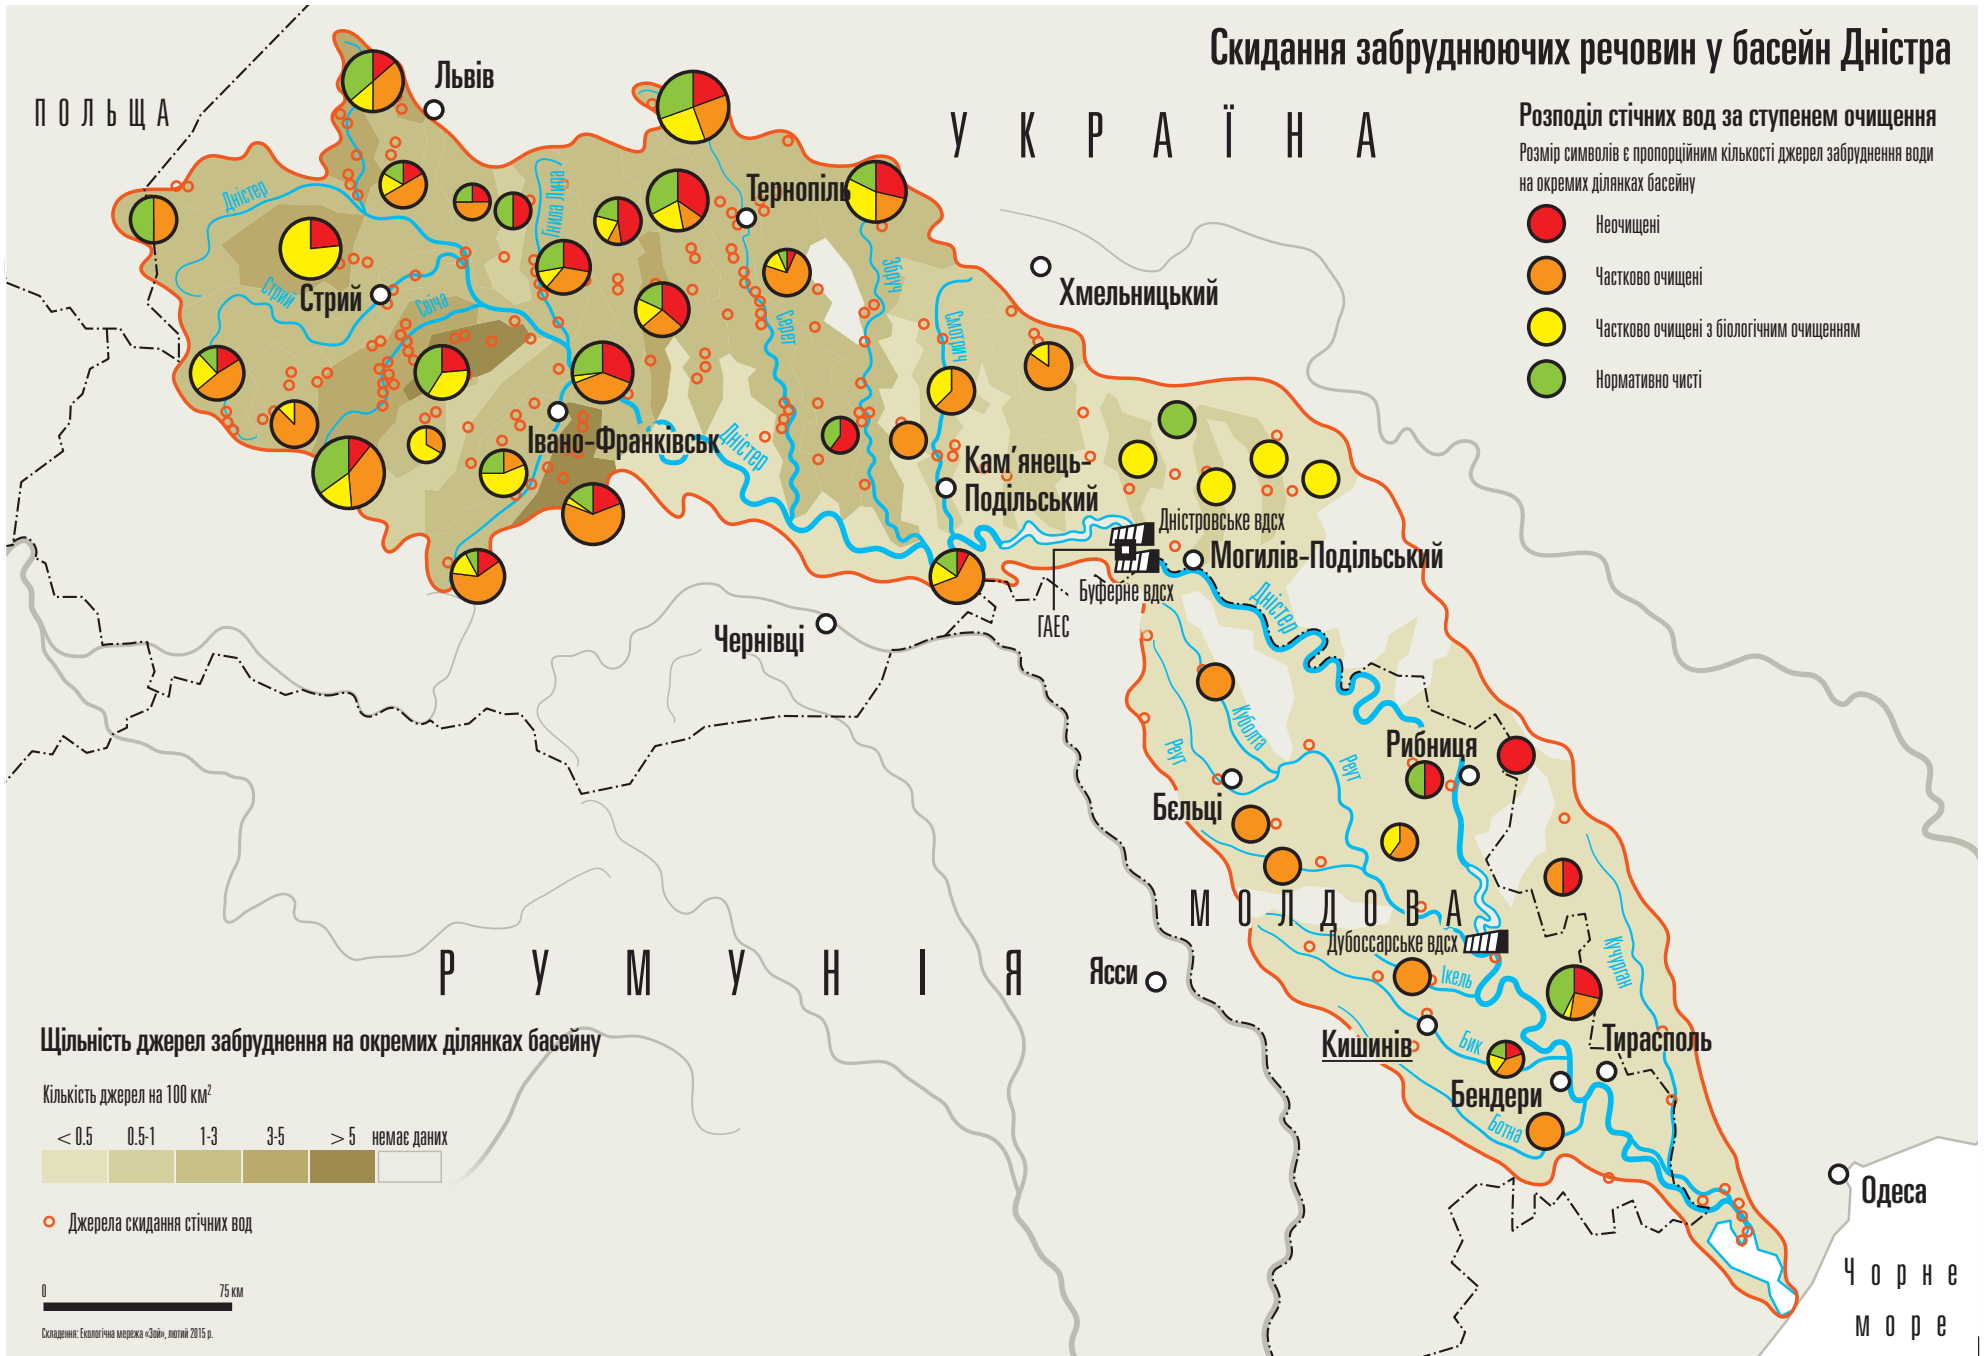 Скидання забруднюючих речовин у басейн Дністра
Розподіл стічних вод за ступенем очищення
Розмір символів є пропорційним кількості джерел забруднення води
на окремих ділянках басейну
Неочищені
Частково очищені
Частково очищені з біологічним очищенням
Нормативно чисті
ПОЛЬЩА
УКРАЇНА
Львів
Дністер
Гнила Липа
Тернопіль
Стрий
Стрий
Свіча
Серет
Збруч
Смотрич
Хмельницький
Івано-Франківськ
Дністер
Кам’янець-
Подільський
Дністровське вдсх
Могилів-Подільський
Буферне вдсх
ГАЕС
Чернівці
Дністер
Куболта
Реут
Реут
Рибниця
Бєльці
МОЛДОВА
Дубоссарське вдсх
Ікель
Кучурган
РУМУНІЯ
Ясси
Кишинів
Бик
Тирасполь
Бендери
Ботна
Одеса
Чорне
море
Щільність джерел забруднення на окремих ділянках басейну
Кількість джерел на 100 км²
< 0.5 0.5-1 1-3 3-5 > 5 немає даних
Джерела скидання стічних вод
0 75 км
Складення: Екологічна мережа «Зой», лютий 2015 р.